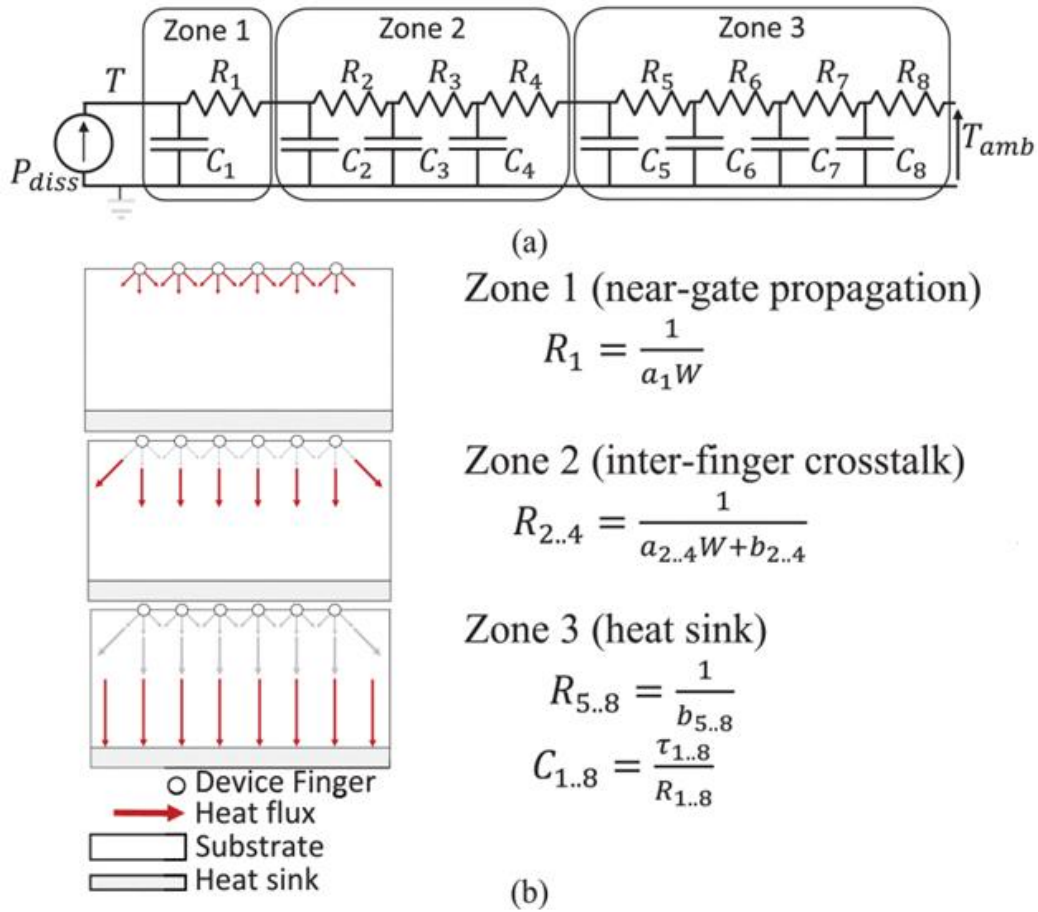 Zone 1
Zone 2
Zone 3
T R₁ R₂ R₃ R₄ R₅ R₆ R₇ R₈
P_diss C₁ C₂ C₃ C₄ C₅ C₆ C₇ C₈ T_amb
(a)
Zone 1 (near-gate propagation)
R₁ = 1/(a₁W)
Zone 2 (inter-finger crosstalk)
R₂..₄ = 1/(a₂..₄W+b₂..₄)
Zone 3 (heat sink)
R₅..₈ = 1/b₅..₈
C₁..₈ = τ₁..₈/R₁..₈
Device Finger
Heat flux
Substrate
Heat sink
(b)